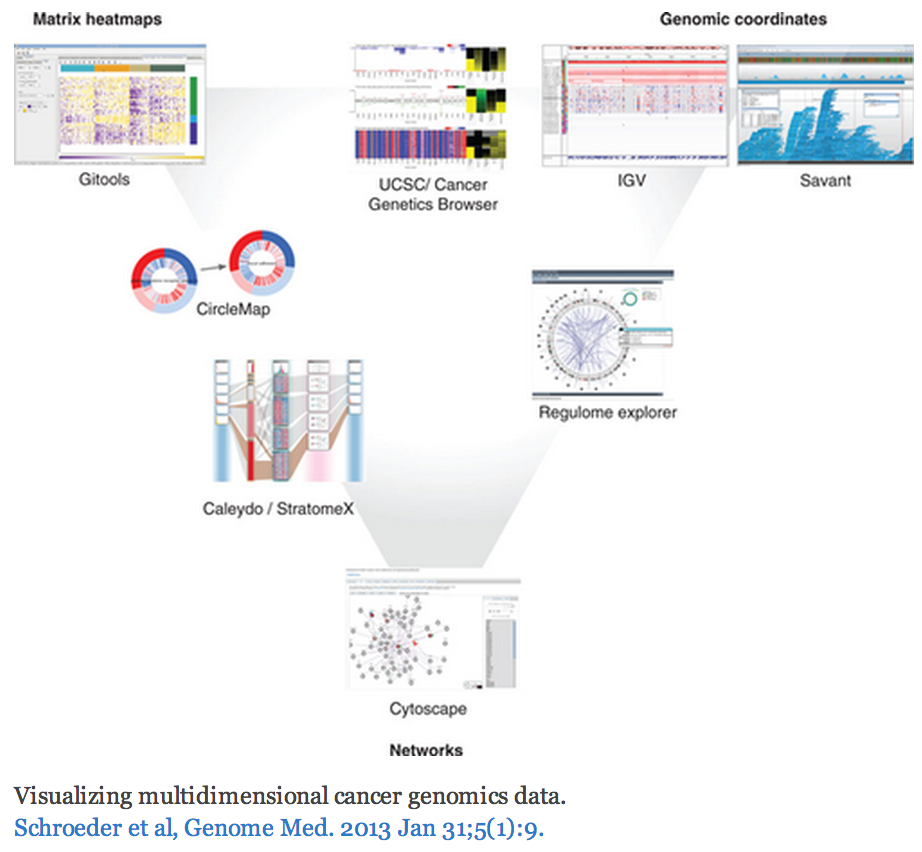 Matrix heatmaps
Genomic coordinates
Gitools
UCSC/ Cancer
Genetics Browser
IGV
Savant
CircleMap
Regulome explorer
Caleydo / StratomeX
Cytoscape
Networks
Visualizing multidimensional cancer genomics data.
Schroeder et al, Genome Med. 2013 Jan 31;5(1):9.